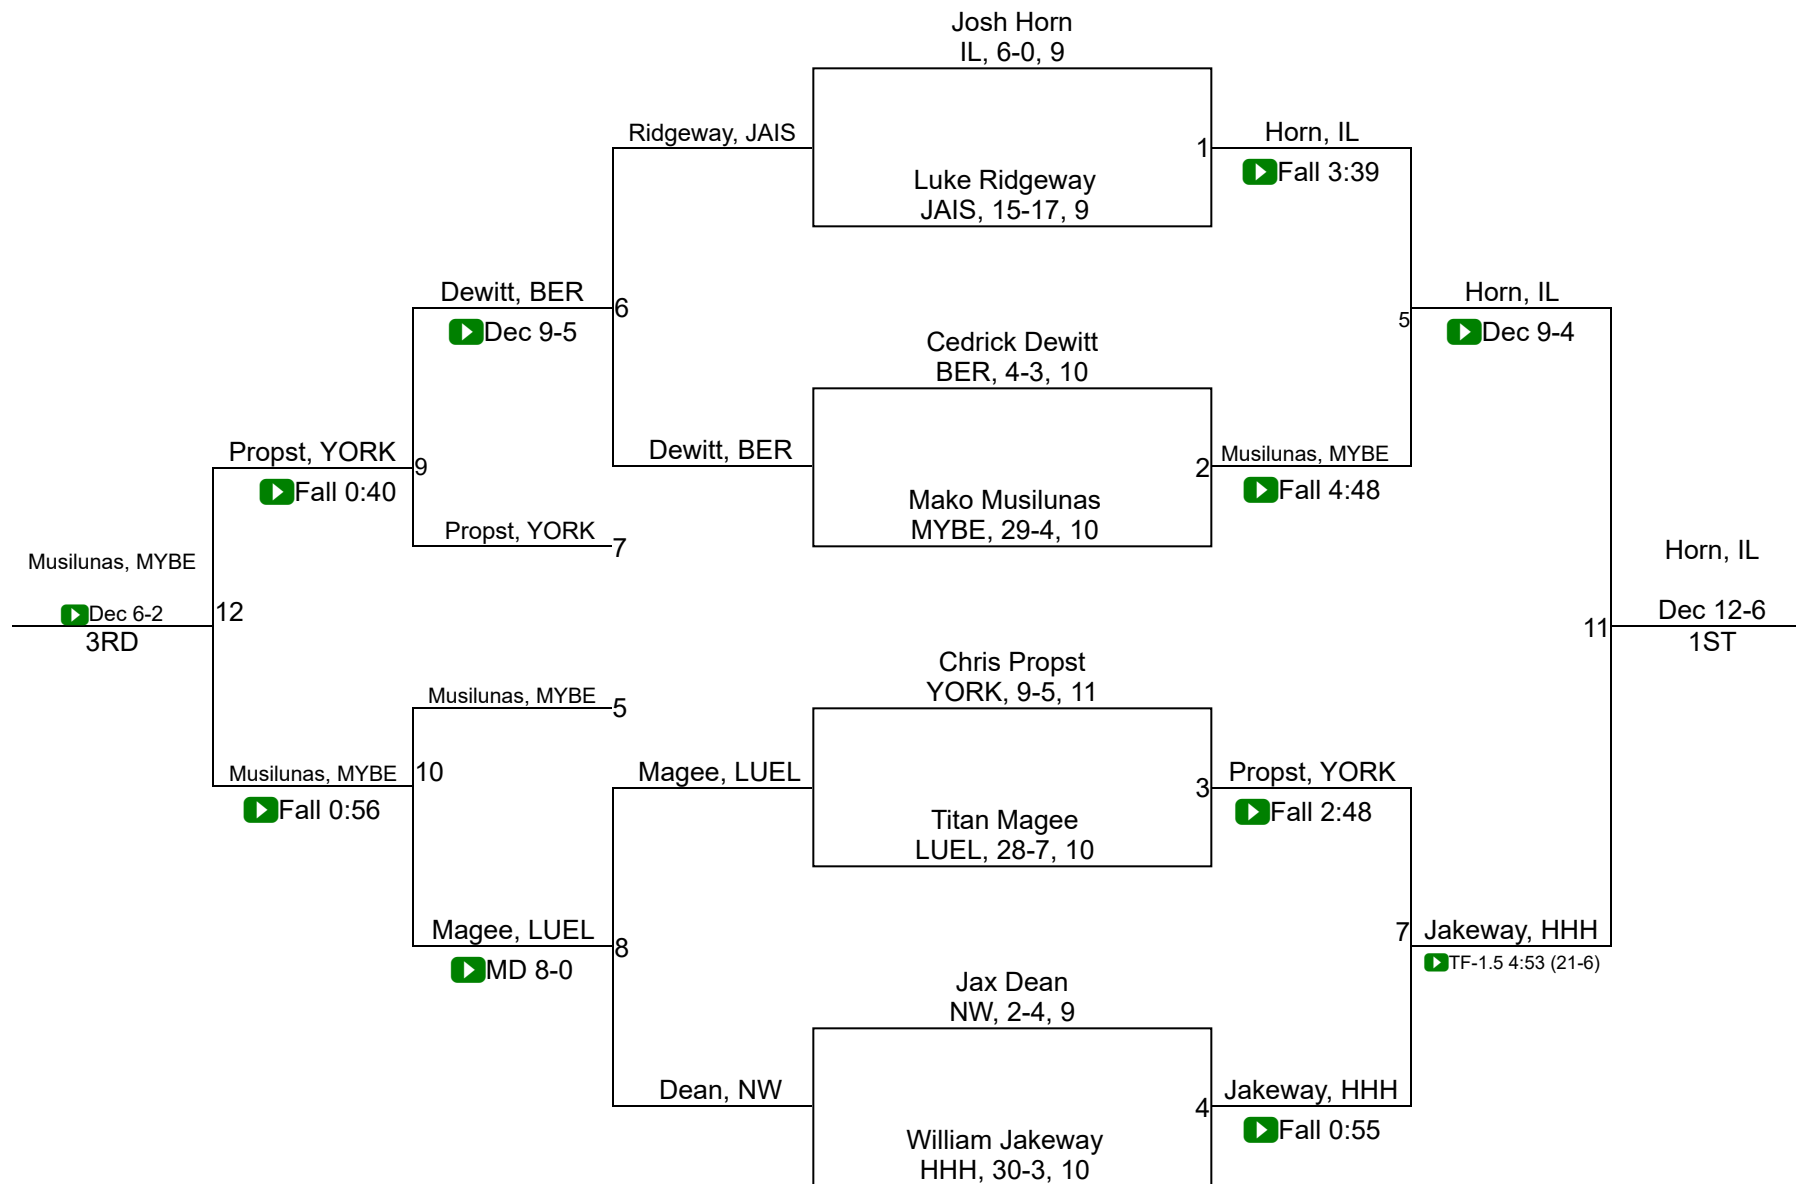 Josh Horn
IL, 6-0, 9
Ridgeway, JAIS
1
Horn, IL
Fall 3:39
Luke Ridgeway
JAIS, 15-17, 9
Dewitt, BER
Dec 9-5
6
5
Horn, IL
Dec 9-4
Cedrick Dewitt
BER, 4-3, 10
Dewitt, BER
2
Musilunas, MYBE
Fall 4:48
Propst, YORK
Fall 0:40
9
Mako Musilunas
MYBE, 29-4, 10
Propst, YORK
7
Musilunas, MYBE
Dec 6-2
3RD
12
Horn, IL
Dec 12-6
1ST
11
Chris Propst
YORK, 9-5, 11
Musilunas, MYBE
5
Musilunas, MYBE
Fall 0:56
10
Magee, LUEL
3
Propst, YORK
Fall 2:48
Titan Magee
LUEL, 28-7, 10
Magee, LUEL
MD 8-0
8
7
Jakeway, HHH
TF-1.5 4:53 (21-6)
Jax Dean
NW, 2-4, 9
Dean, NW
4
Jakeway, HHH
Fall 0:55
William Jakeway
HHH, 30-3, 10